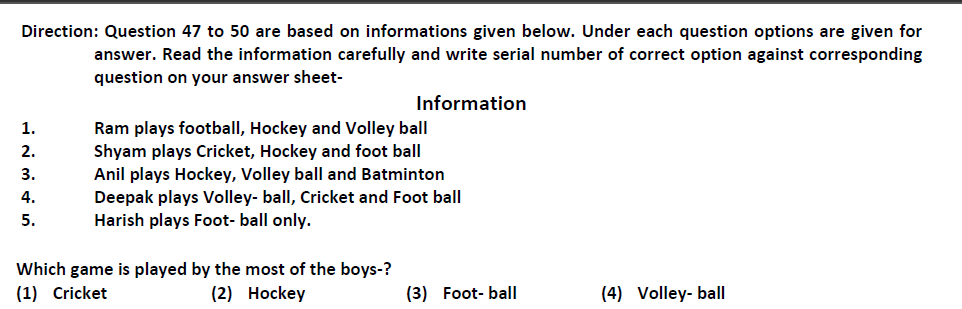 Direction: Question 47 to 50 are based on informations given below. Under each question options are given for
answer. Read the information carefully and write serial number of correct option against corresponding
question on your answer sheet-
Information
1. Ram plays football, Hockey and Volley ball
2. Shyam plays Cricket, Hockey and foot ball
3. Anil plays Hockey, Volley ball and Batminton
4. Deepak plays Volley- ball, Cricket and Foot ball
5. Harish plays Foot- ball only.
Which game is played by the most of the boys-?
(1) Cricket (2) Hockey (3) Foot- ball (4) Volley- ball